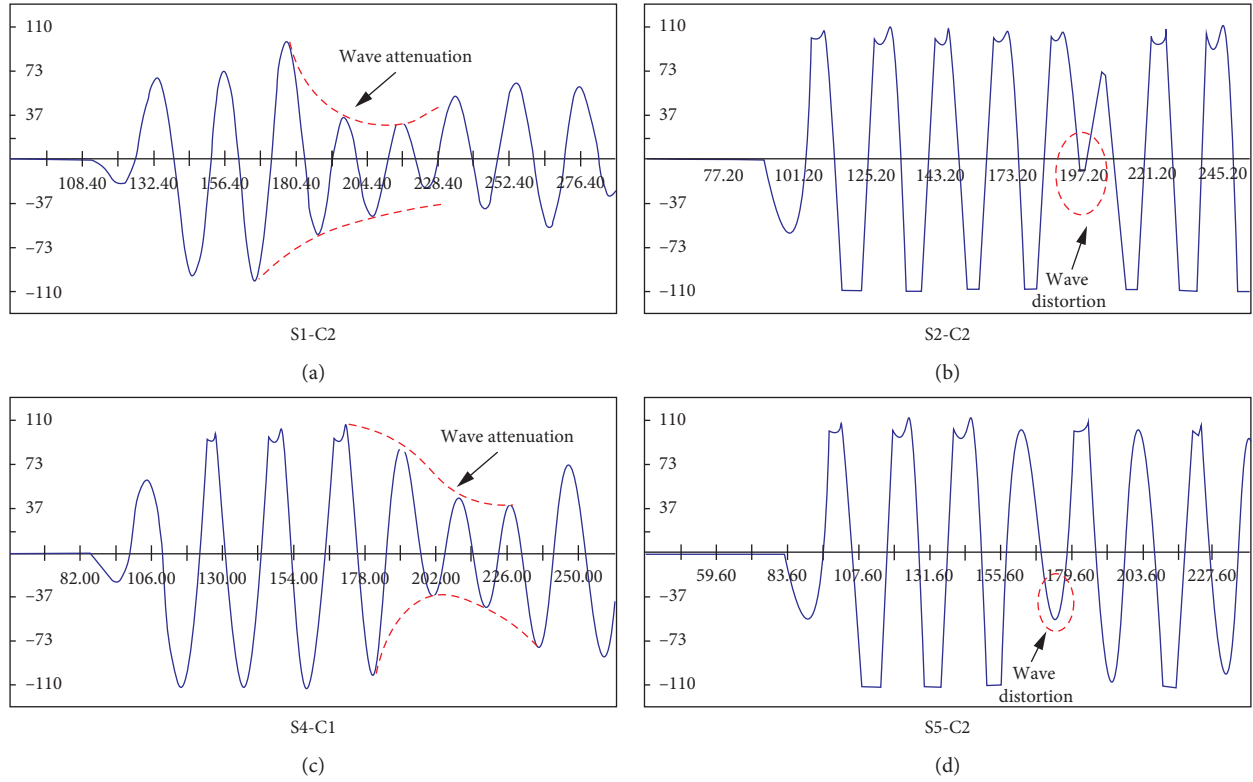 110
73
37
−37
−73
−110
108.40 132.40 156.40 180.40 204.40 228.40 252.40 276.40
Wave attenuation
S1-C2
(a)
110
73
37
−37
−73
−110
77.20 101.20 125.20 143.20 173.20 197.20 221.20 245.20
Wave
distortion
S2-C2
(b)
110
73
37
−37
−73
−110
82.00 106.00 130.00 154.00 178.00 202.00 226.00 250.00
Wave attenuation
S4-C1
(c)
110
73
37
−37
−73
−110
59.60 83.60 107.60 131.60 155.60 179.60 203.60 227.60
Wave
distortion
S5-C2
(d)